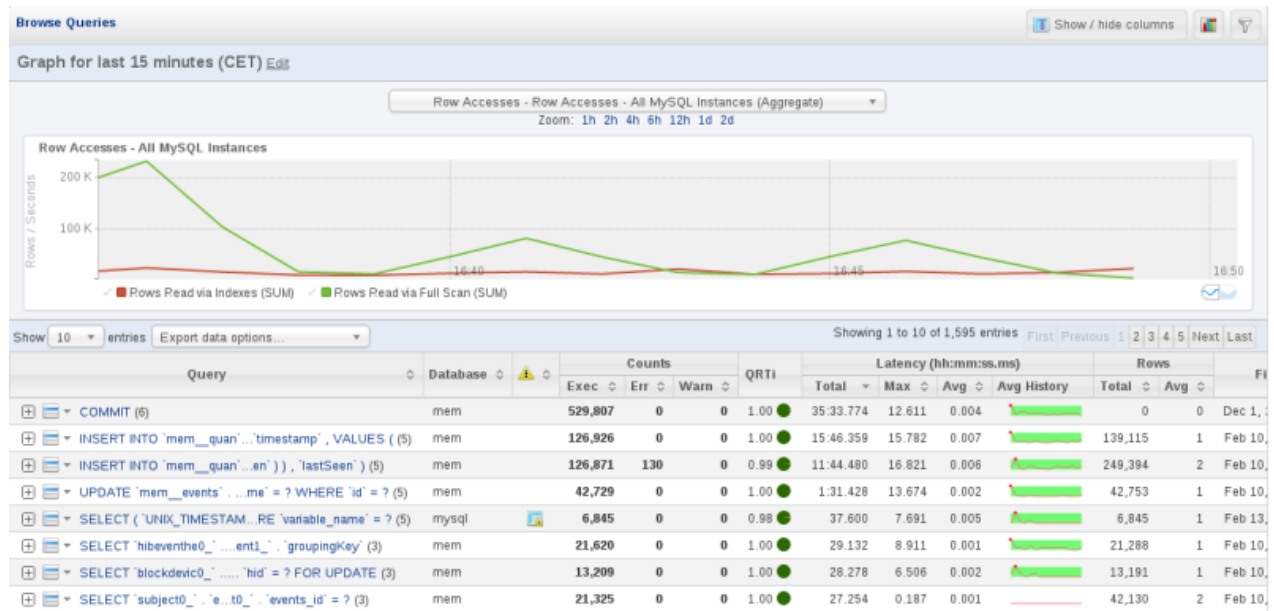 Browse Queries
Show / hide columns
Graph for last 15 minutes (CET) Edit
Row Accesses - Row Accesses - All MySQL Instances (Aggregate)
Zoom: 1h 2h 4h 6h 12h 1d 2d
Row Accesses - All MySQL Instances
Rows / Seconds
200 K
100 K
16:40 16:45 16:50
Rows Read via Indexes (SUM) Rows Read via Full Scan (SUM)
Show 10 entries Export data options... Showing 1 to 10 of 1,595 entries First Previous 1 2 3 4 5 Next Last
Query Database Counts QRTi Latency (hh:mm:ss.ms) Rows Fi
Exec Err Warn Total Max Avg Avg History Total Avg
COMMIT (6) mem 529,807 0 0 1.00 35:33.774 12.611 0.004 0 0 Dec 1,
INSERT INTO `mem__quan`...`timestamp` , VALUES ( (5) mem 126,926 0 0 1.00 15:46.359 15.782 0.007 139,115 1 Feb 10,
INSERT INTO `mem__quan`...en` ) ) , `lastSeen` ) (5) mem 126,871 130 0 0.99 11:44.480 16.821 0.006 249,394 2 Feb 10,
UPDATE `mem__events` . ...me` = ? WHERE `id` = ? (5) mem 42,729 0 0 1.00 1:31.428 13.674 0.002 42,753 1 Feb 10,
SELECT ( `UNIX_TIMESTAM...RE `variable_name` = ? (5) mysql 6,845 0 0 0.98 37.600 7.691 0.005 6,845 1 Feb 13,
SELECT `hibeventhe0_` ....ent1_` . `groupingKey` (3) mem 21,620 0 0 1.00 29.132 8.911 0.001 21,288 1 Feb 10,
SELECT `blockdevic0_` ..... `hid` = ? FOR UPDATE (3) mem 13,209 0 0 1.00 28.278 6.506 0.002 13,191 1 Feb 10,
SELECT `subject0_` . `e...t0_` . `events_id` = ? (3) mem 21,325 0 0 1.00 27.254 0.187 0.001 42,130 2 Feb 10,